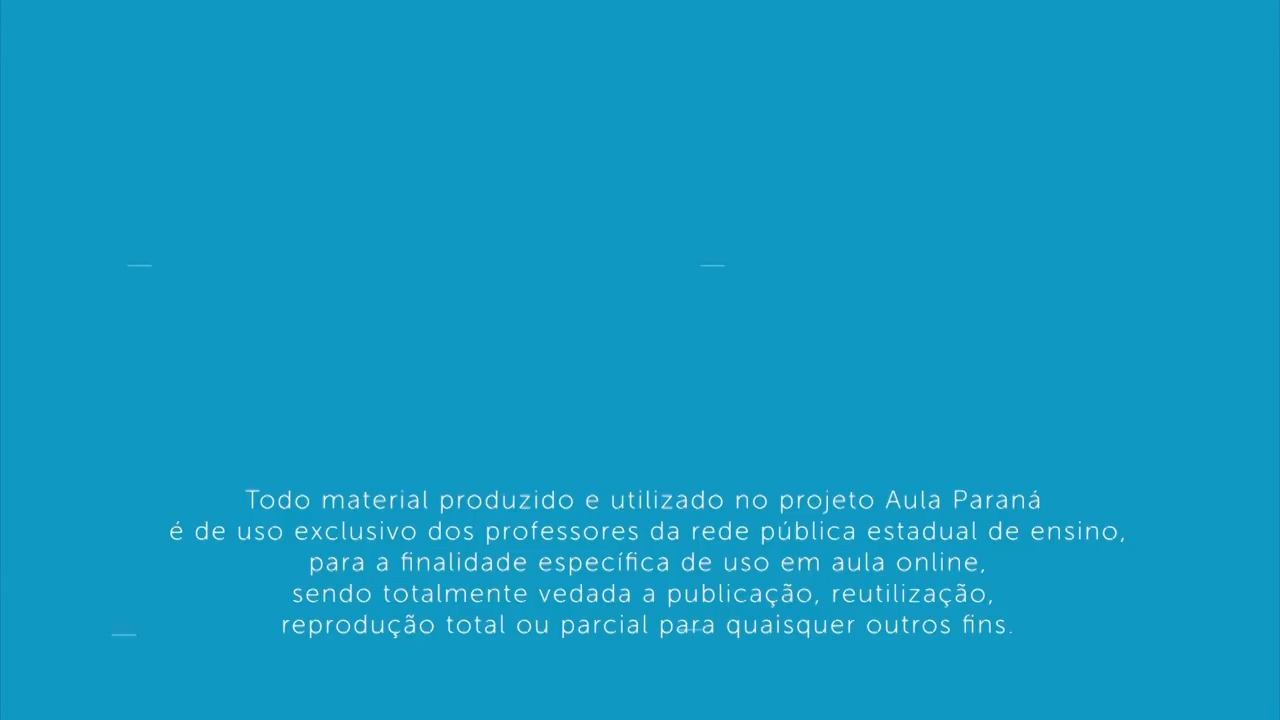 Todo material produzido e utilizado no projeto Aula Paraná
é de uso exclusivo dos professores da rede pública estadual de ensino,
para a finalidade específica de uso em aula online,
sendo totalmente vedada a publicação, reutilização,
reprodução total ou parcial para quaisquer outros fins.